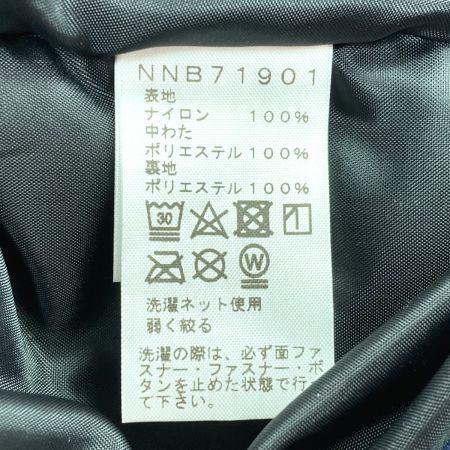 NNB71901
表地
ナイロン 100%
中わた
ポリエステル100%
裏地
ポリエステル100%
30
W
洗濯ネット使用
弱く絞る
洗濯の際は、必ず面ファ
スナー・ファスナー・ボ
タンを止めた状態で行っ
て下さい。